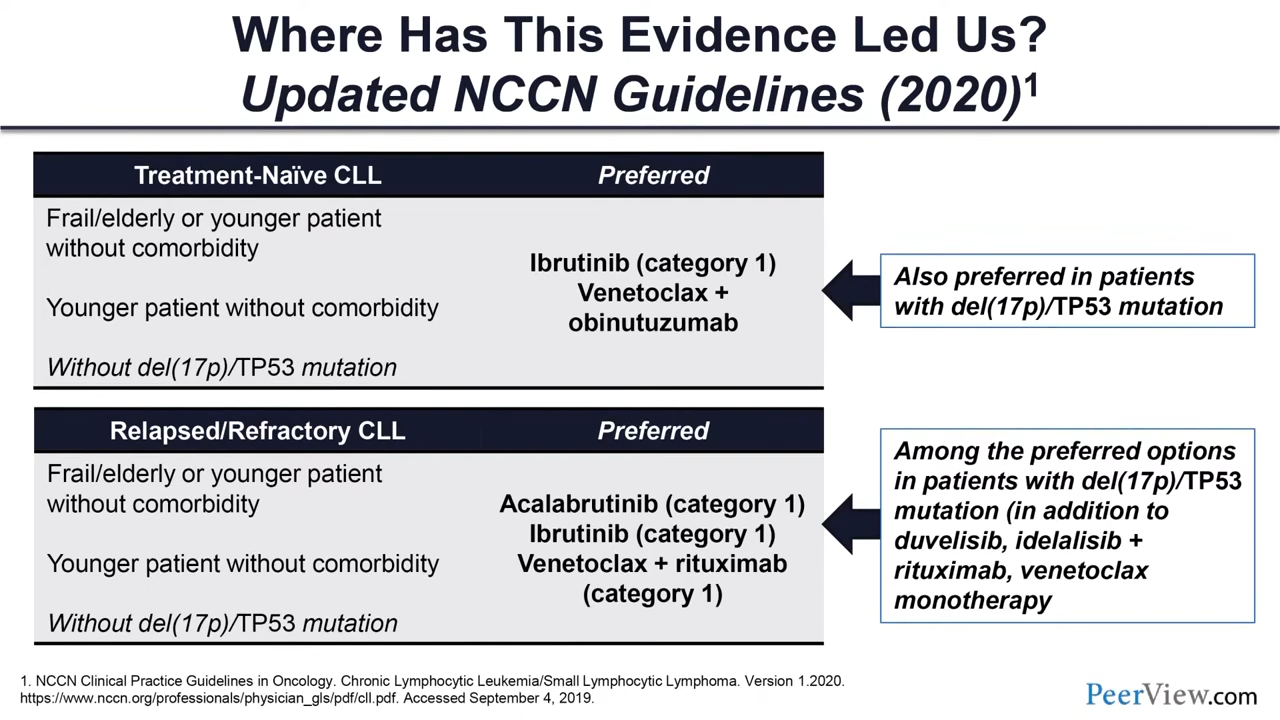 Where Has This Evidence Led Us?
Updated NCCN Guidelines (2020)1
Treatment-Naïve CLL
Preferred
Frail/elderly or younger patient
without comorbidity
Younger patient without comorbidity
Without del(17p)/TP53 mutation
Ibrutinib (category 1)
Venetoclax +
obinutuzumab
Also preferred in patients
with del(17p)/TP53 mutation
Relapsed/Refractory CLL
Preferred
Frail/elderly or younger patient
without comorbidity
Younger patient without comorbidity
Without del(17p)/TP53 mutation
Acalabrutinib (category 1)
Ibrutinib (category 1)
Venetoclax + rituximab
(category 1)
Among the preferred options
in patients with del(17p)/TP53
mutation (in addition to
duvelisib, idelalisib +
rituximab, venetoclax
monotherapy
1. NCCN Clinical Practice Guidelines in Oncology. Chronic Lymphocytic Leukemia/Small Lymphocytic Lymphoma. Version 1.2020.
https://www.nccn.org/professionals/physician_gls/pdf/cll.pdf. Accessed September 4, 2019.
PeerView.com